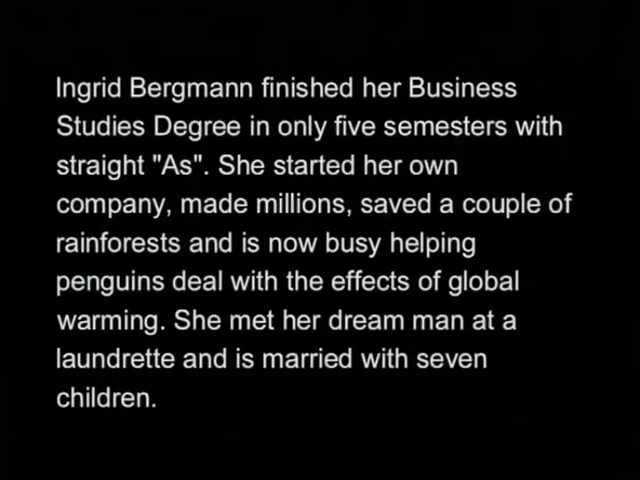 Ingrid Bergmann finished her Business
Studies Degree in only five semesters with
straight "As". She started her own
company, made millions, saved a couple of
rainforests and is now busy helping
penguins deal with the effects of global
warming. She met her dream man at a
laundrette and is married with seven
children.